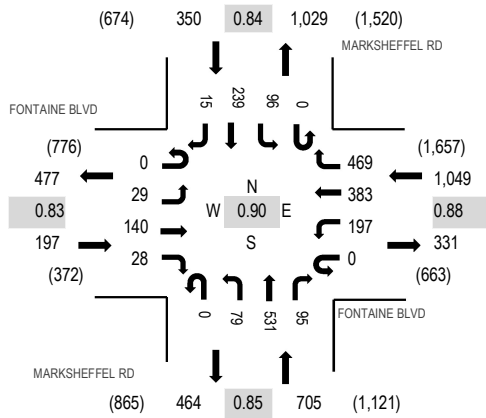 (674) 350 0.84 1,029 (1,520)
MARKSHEFFEL RD
15 239 96 0
FONTAINE BLVD
(776) 0 469 (1,657)
477 29 N 383 1,049
0.83 W 0.90 E 0.88
197 140 S 197 331
(372) 28 0 (663)
0 79 531 95
FONTAINE BLVD
MARKSHEFFEL RD
(865) 464 0.85 705 (1,121)